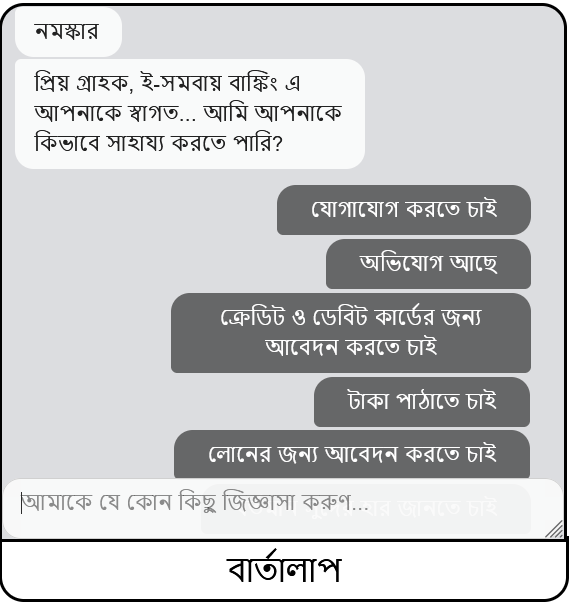 নমস্কার
প্রিয় গ্রাহক, ই-সমবায় বাঙ্কিং এ
আপনাকে স্বাগত... আমি আপনাকে
কিভাবে সাহায্য করতে পারি?
যোগাযোগ করতে চাই
অভিযোগ আছে
ক্রেডিট ও ডেবিট কার্ডের জন্য
আবেদন করতে চাই
টাকা পাঠাতে চাই
লোনের জন্য আবেদন করতে চাই
আমাকে যে কোন কিছু জিজ্ঞাসা করুণ...
জানতে চাই
বার্তালাপ